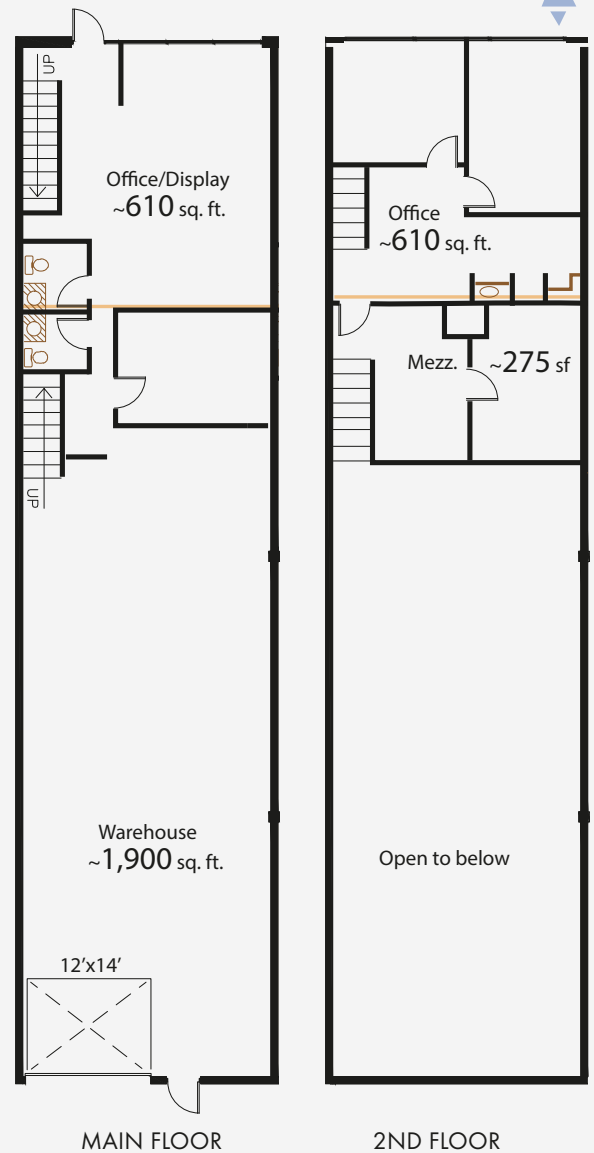 UP
Office/Display
~610 sq. ft.
UP
Warehouse
~1,900 sq. ft.
12'x14'
MAIN FLOOR
Office
~610 sq. ft.
Mezz.
~275 sf
Open to below
2ND FLOOR